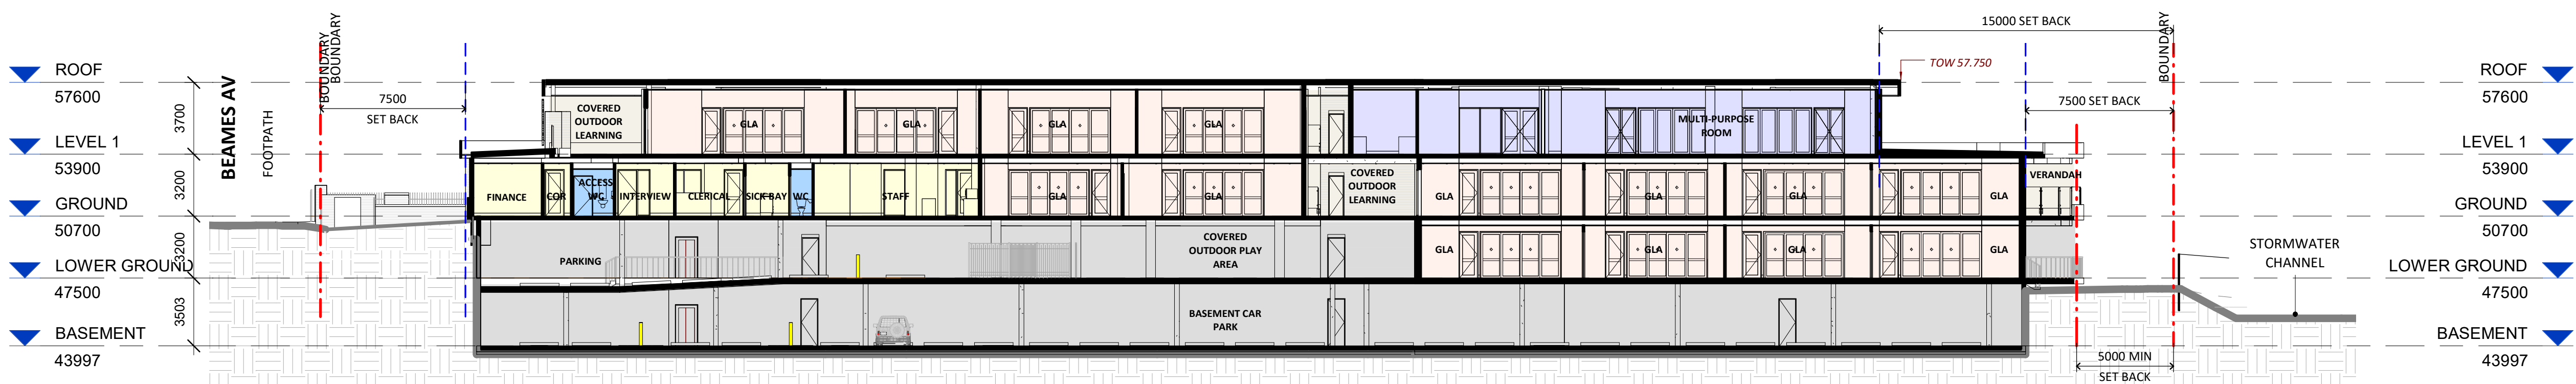 15000 SET BACK
BOUNDARY
BOUNDARY
BOUNDARY
ROOF
57600
7500
SET BACK
BEAMES AV
FOOTPATH
3700
COVERED
OUTDOOR
LEARNING
GLA
GLA
GLA
GLA
MULTI-PURPOSE
ROOM
TOW 57.750
7500 SET BACK
ROOF
57600
LEVEL 1
53900
LEVEL 1
53900
3200
FINANCE
COR
ACCESS
WC
INTERVIEW
CLERICAL
SICK BAY
WC
STAFF
GLA
GLA
COVERED
OUTDOOR
LEARNING
GLA
GLA
GLA
GLA
VERANDAH
GROUND
50700
GROUND
50700
3200
PARKING
COVERED
OUTDOOR PLAY
AREA
GLA
GLA
GLA
GLA
STORMWATER
CHANNEL
LOWER GROUND
47500
LOWER GROUND
47500
3503
BASEMENT CAR
PARK
BASEMENT
43997
BASEMENT
43997
5000 MIN
SET BACK